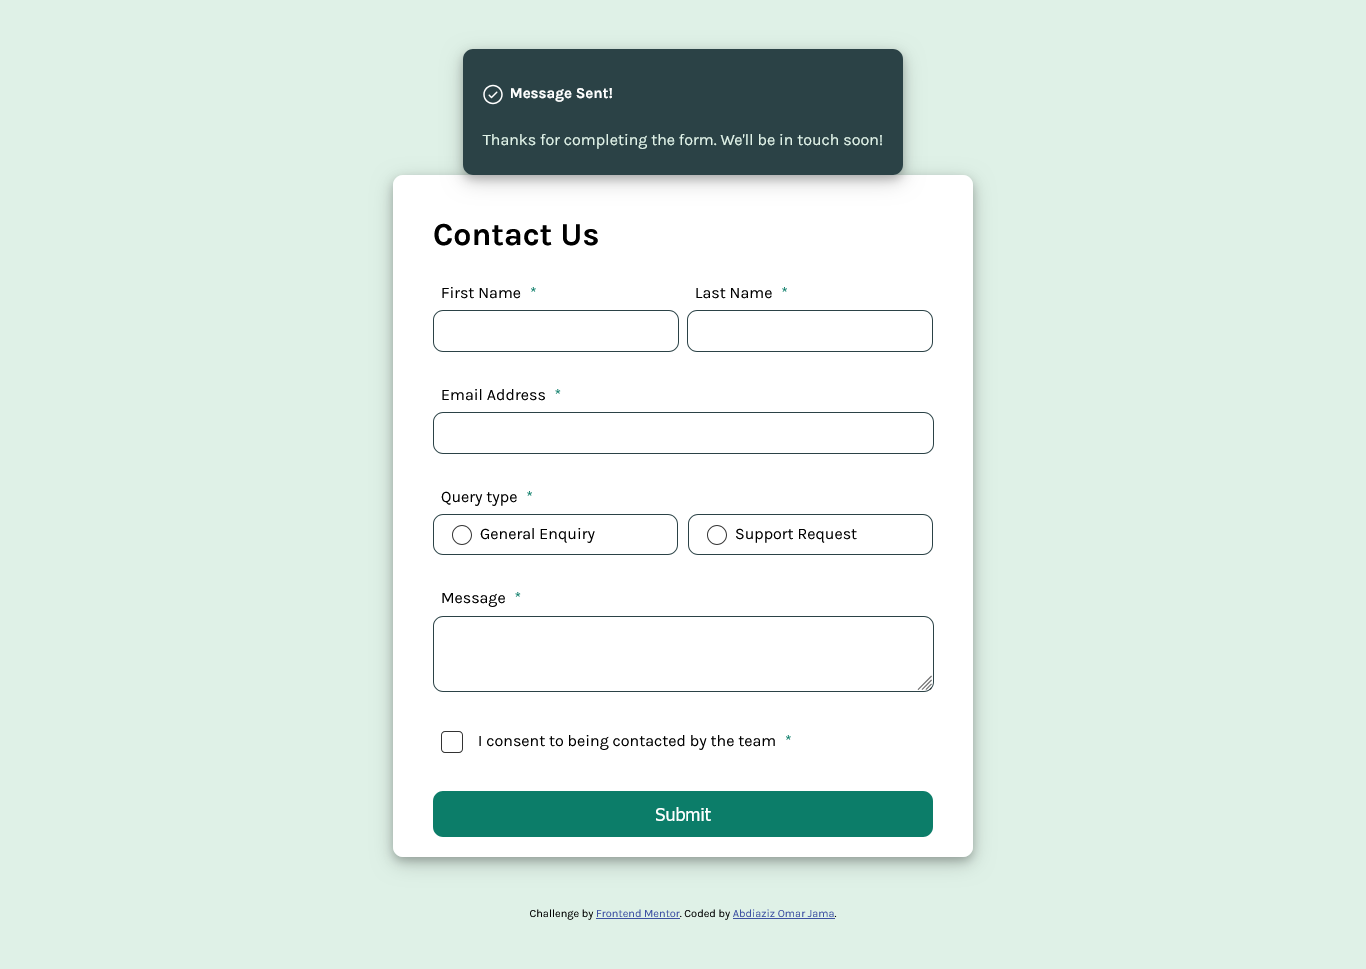 Message Sent!
Thanks for completing the form. We'll be in touch soon!
Contact Us
First Name * Last Name *
Email Address *
Query type *
General Enquiry Support Request
Message *
I consent to being contacted by the team *
Submit
Challenge by Frontend Mentor. Coded by Abdiaziz Omar Jama.